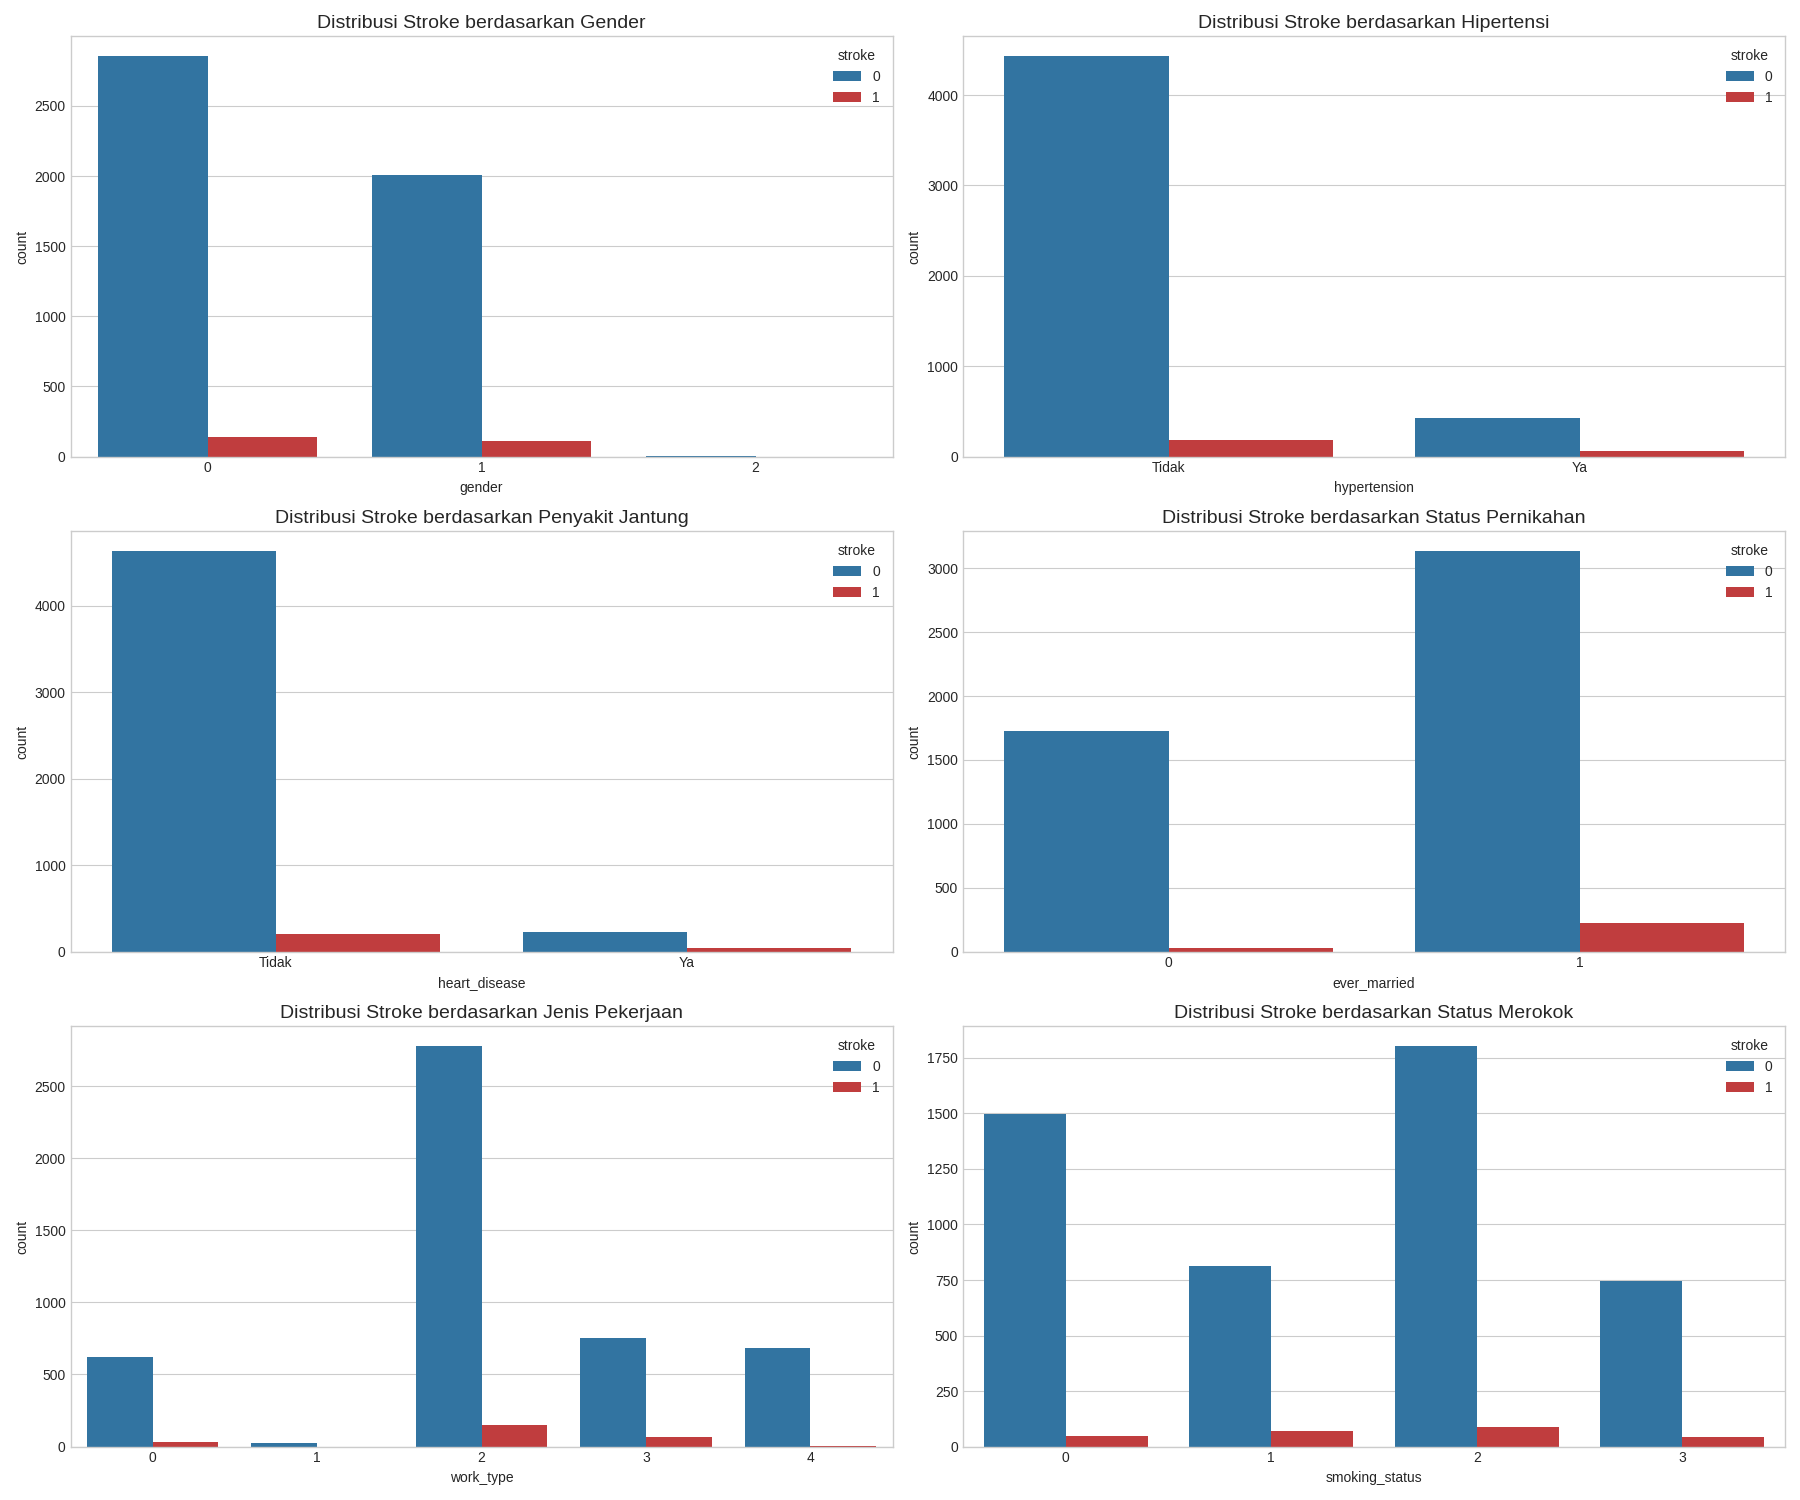 Distribusi Stroke berdasarkan Gender
stroke
0
1
2500
2000
1500
1000
500
0
count
0 1 2
gender
Distribusi Stroke berdasarkan Hipertensi
stroke
0
1
4000
3000
2000
1000
0
count
Tidak Ya
hypertension
Distribusi Stroke berdasarkan Penyakit Jantung
stroke
0
1
4000
3000
2000
1000
0
count
Tidak Ya
heart_disease
Distribusi Stroke berdasarkan Status Pernikahan
stroke
0
1
3000
2500
2000
1500
1000
500
0
count
0 1
ever_married
Distribusi Stroke berdasarkan Jenis Pekerjaan
stroke
0
1
2500
2000
1500
1000
500
0
count
0 1 2 3 4
work_type
Distribusi Stroke berdasarkan Status Merokok
stroke
0
1
1750
1500
1250
1000
750
500
250
0
count
0 1 2 3
smoking_status